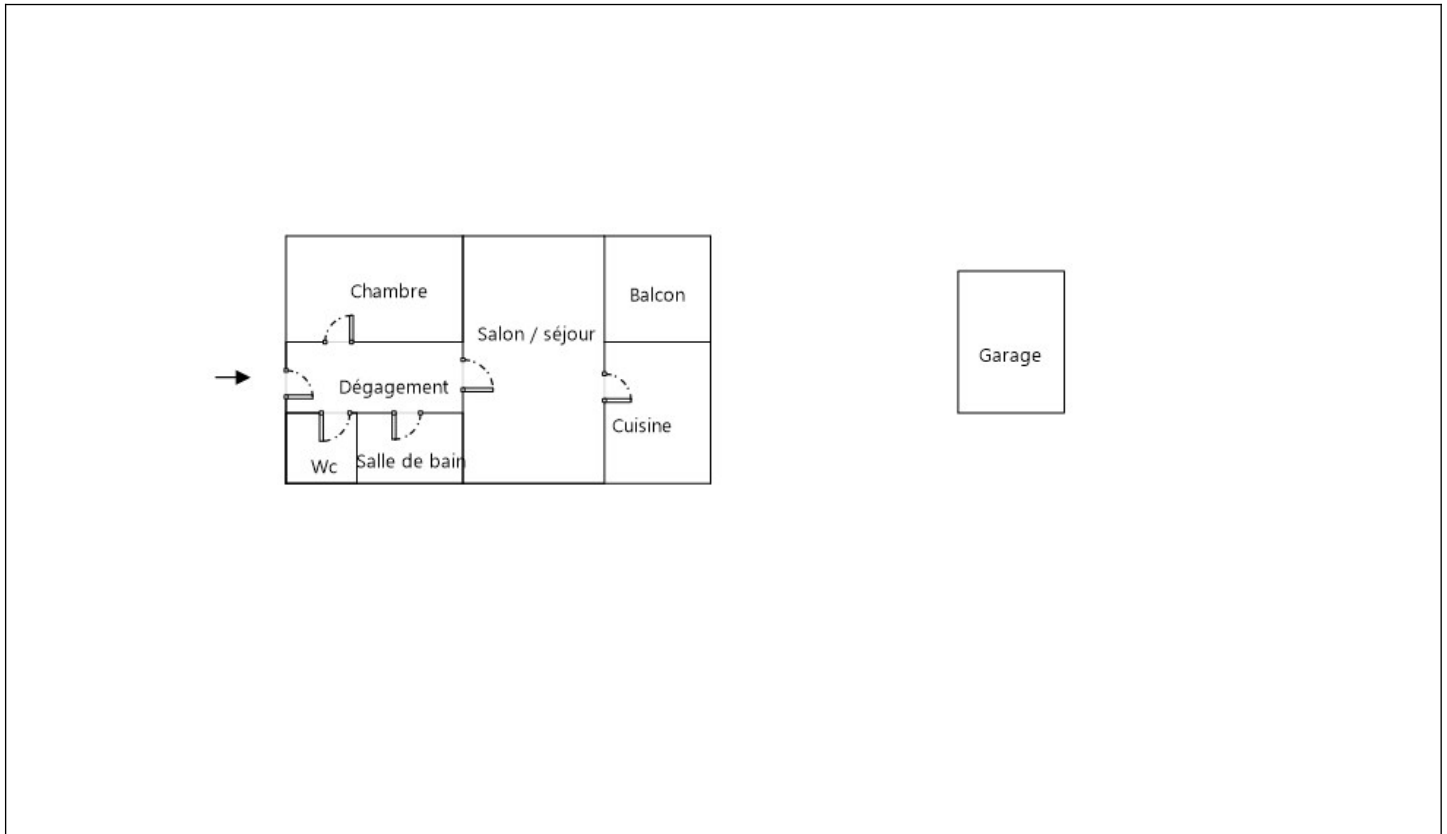 Chambre
Balcon
Salon / séjour
Garage
Dégagement
Cuisine
Wc
Salle de bain